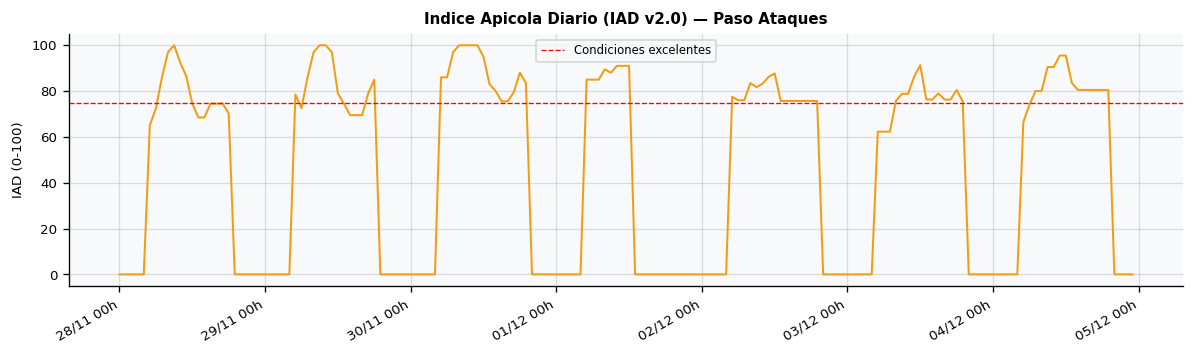 Indice Apicola Diario (IAD v2.0) — Paso Ataques
Condiciones excelentes
IAD (0-100)
100
80
60
40
20
0
28/11 00h
29/11 00h
30/11 00h
01/12 00h
02/12 00h
03/12 00h
04/12 00h
05/12 00h